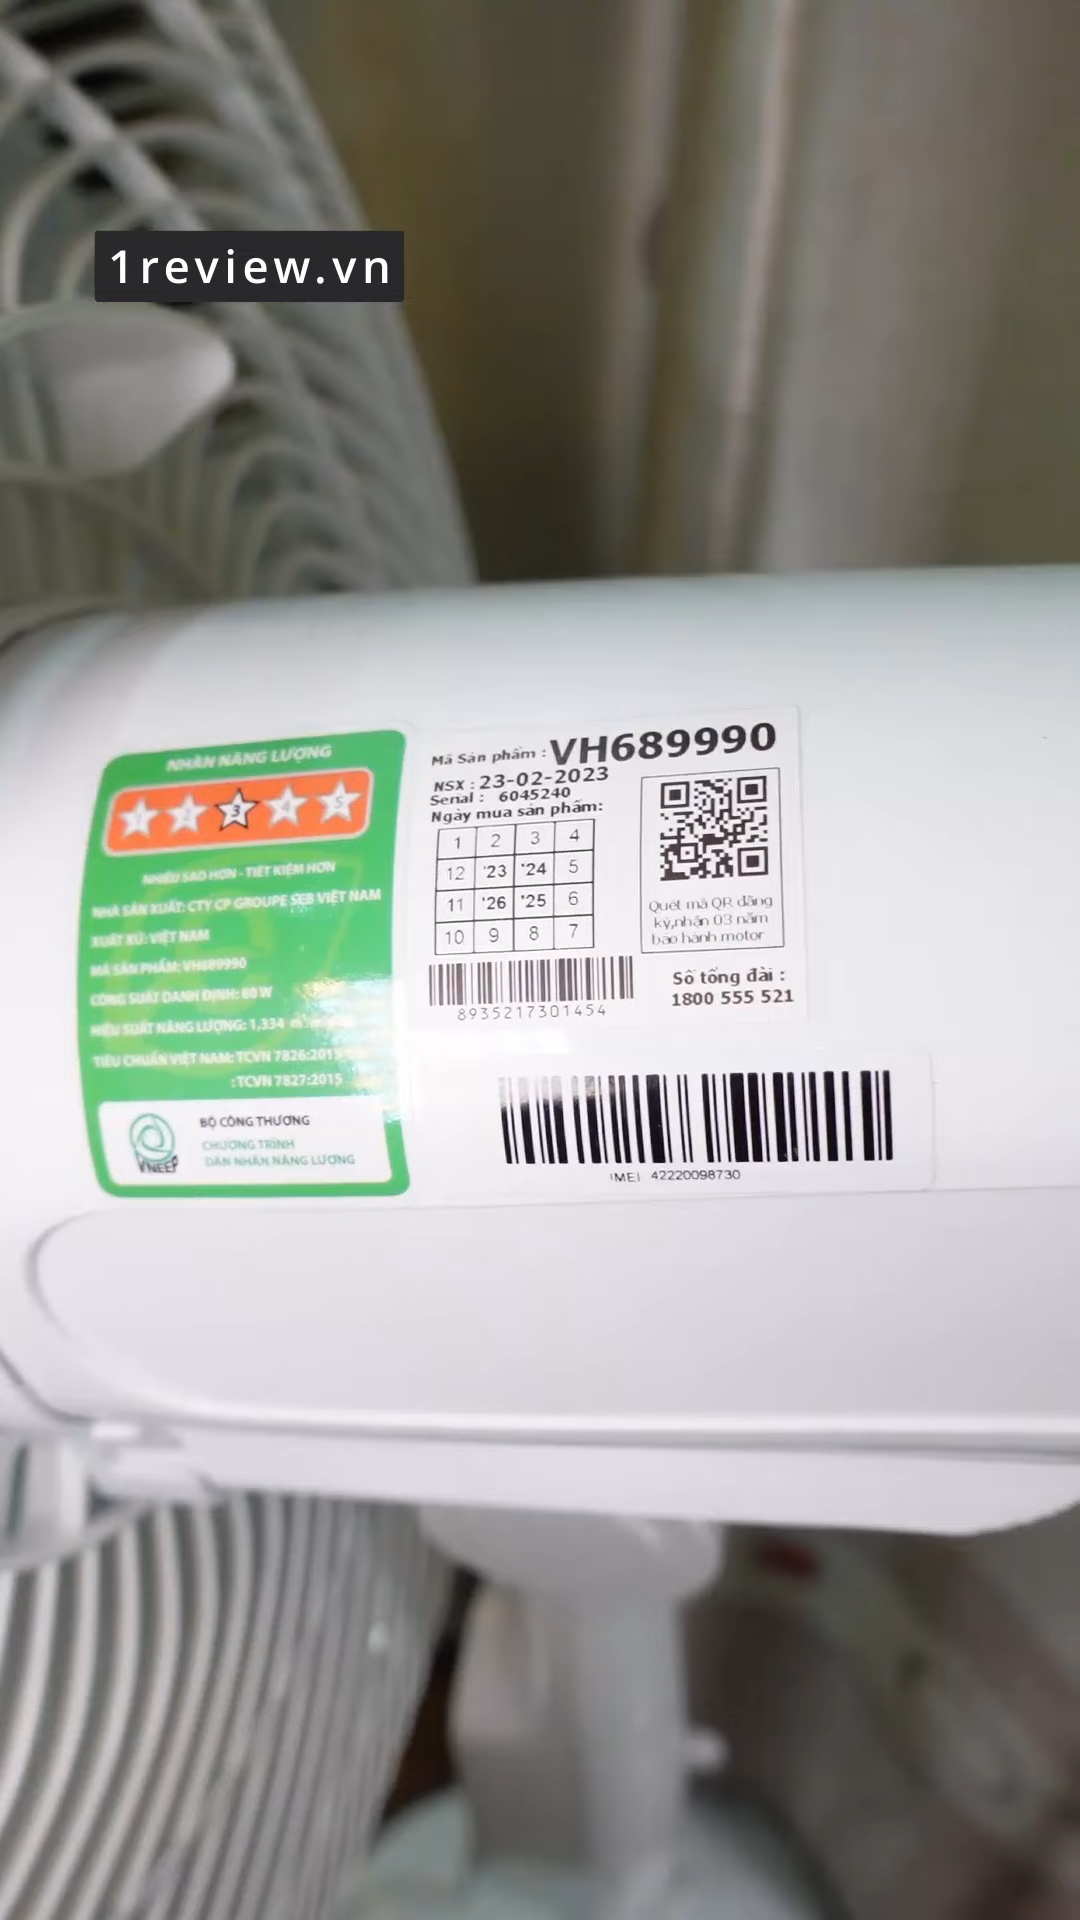 1review.vn
NHÃN NĂNG LƯỢNG
1 2 3 4 5
NHIỀU SAO HƠN - TIẾT KIỆM HƠN
NHÀ SẢN XUẤT: CTY CP GROUPE SEB VIỆT NAM
XUẤT XỨ: VIỆT NAM
MÃ SẢN PHẨM: VH689990
CÔNG SUẤT DANH ĐỊNH: 60 W
HIỆU SUẤT NĂNG LƯỢNG: 1,334
TIÊU CHUẨN VIỆT NAM: TCVN 7826:2015
: TCVN 7827:2015
BỘ CÔNG THƯƠNG
CHƯƠNG TRÌNH
DÁN NHÃN NĂNG LƯỢNG
VNEEP
Mã Sản phẩm : VH689990
NSX : 23-02-2023
Serial : 6045240
Ngày mua sản phẩm:
1 2 3 4
12 '23 '24 5
11 '26 '25 6
10 9 8 7
8935217301454
Quét mã QR đăng
ký,nhận 03 năm
bảo hành motor
Số tổng đài :
1800 555 521
IMEI 42220098730